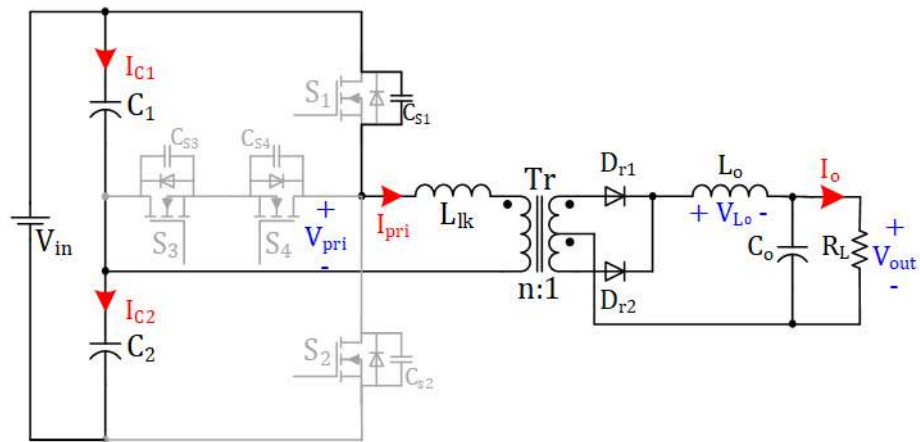 I_C1
C_1
S_1
C_S1
C_S3
C_S4
D_r1
L_o
I_o
Tr
+
+ V_Lo -
+
V_in
S_3
S_4
V_pri
-
I_pri
L_lk
C_o
R_L
V_out
-
n:1
D_r2
I_C2
C_2
S_2
C_s2